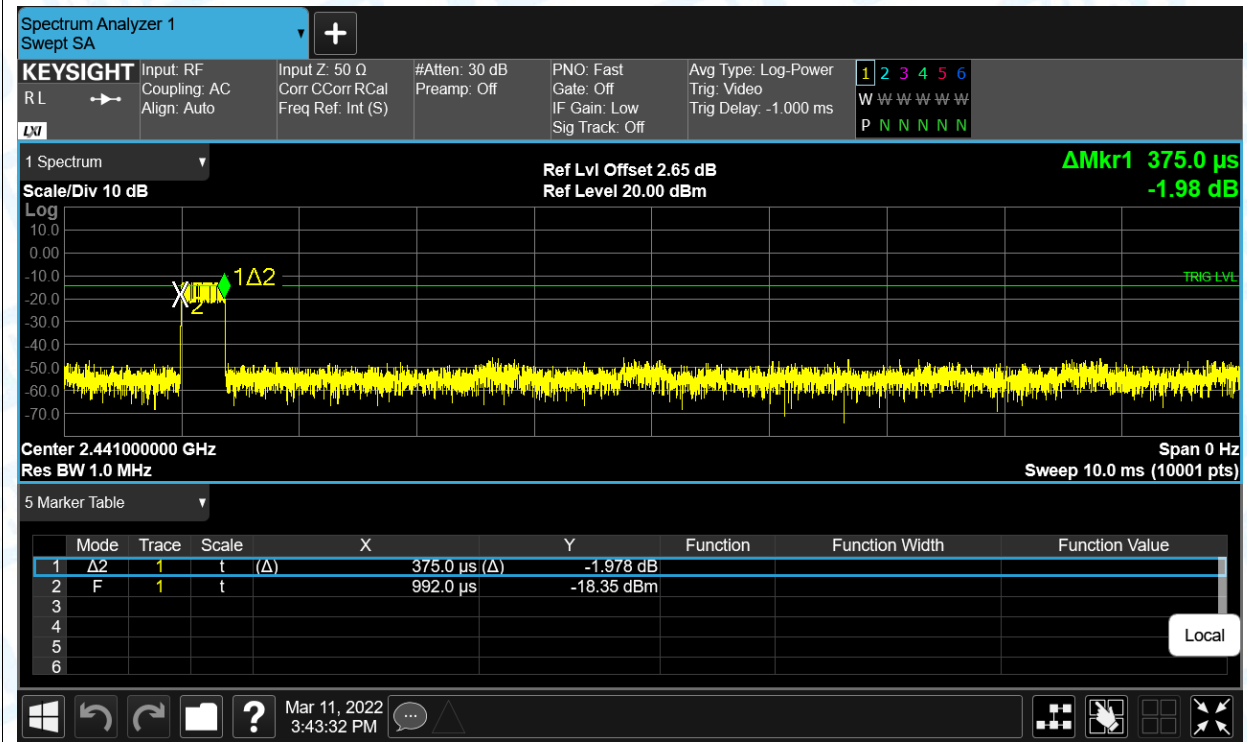 Spectrum Analyzer 1
Swept SA
KEYSIGHT
R L
LXI
Input: RF
Coupling: AC
Align: Auto
Input Z: 50 Ω
Corr CCorr RCal
Freq Ref: Int (S)
#Atten: 30 dB
Preamp: Off
PNO: Fast
Gate: Off
IF Gain: Low
Sig Track: Off
Avg Type: Log-Power
Trig: Video
Trig Delay: -1.000 ms
1 2 3 4 5 6
W W W W W W
P N N N N N
1 Spectrum
Scale/Div 10 dB
Ref Lvl Offset 2.65 dB
Ref Level 20.00 dBm
ΔMkr1 375.0 µs
-1.98 dB
Log
10.0
0.00
-10.0
-20.0
-30.0
-40.0
-50.0
-60.0
-70.0
1Δ2
X2
TRIG LVL
Center 2.441000000 GHz
Span 0 Hz
Res BW 1.0 MHz
Sweep 10.0 ms (10001 pts)
5 Marker Table
Mode Trace Scale X Y Function Function Width Function Value
1 Δ2 1 t (Δ) 375.0 µs (Δ) -1.978 dB
2 F 1 t 992.0 µs -18.35 dBm
3
4
5
6
Local
?
Mar 11, 2022
3:43:32 PM